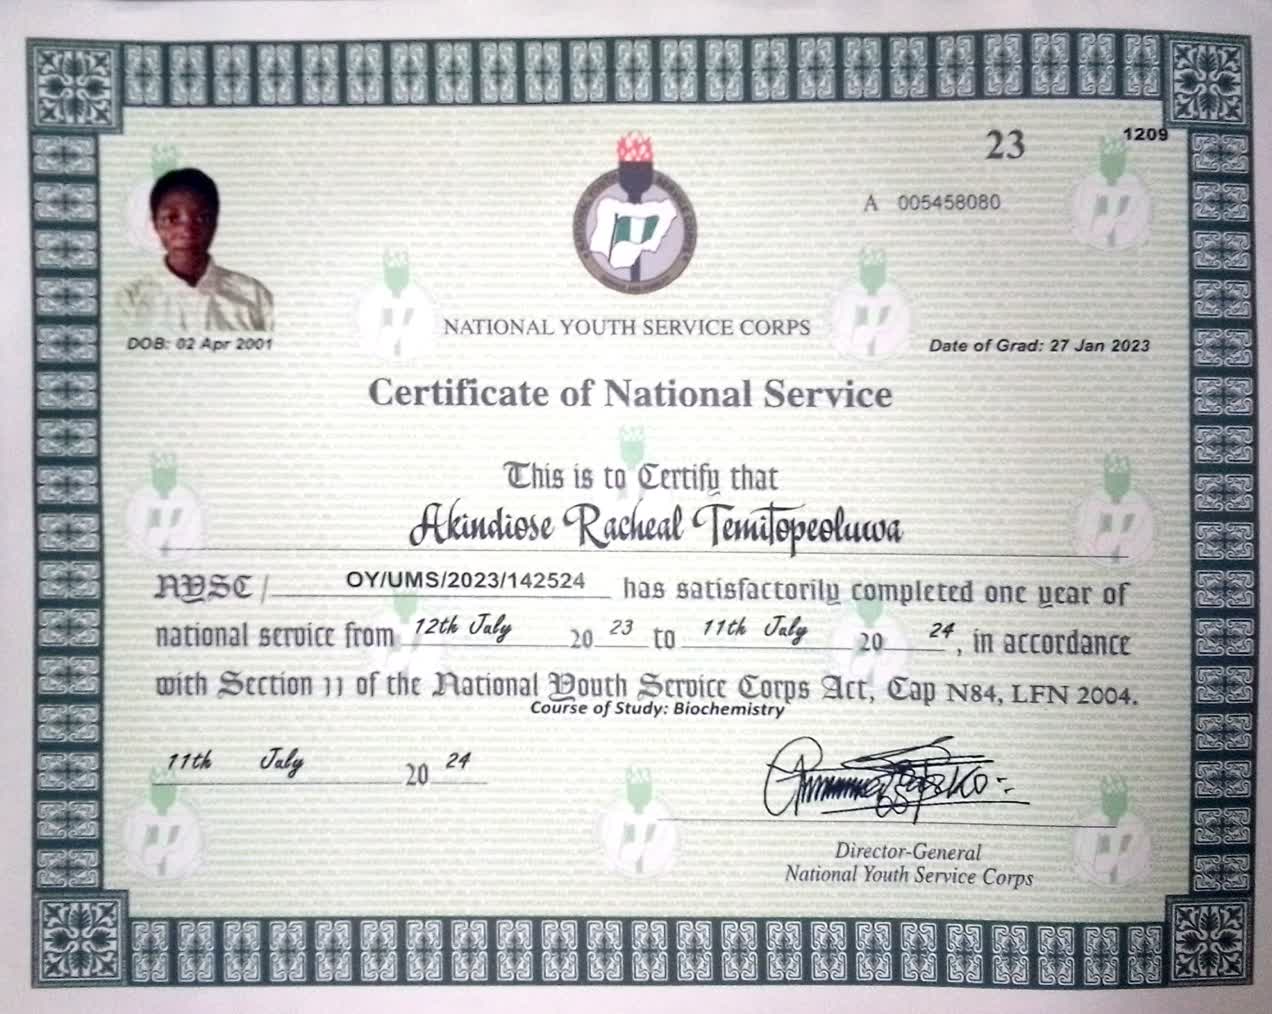 23
1209
A 005458080
NATIONAL YOUTH SERVICE CORPS
DOB: 02 Apr 2001
Date of Grad: 27 Jan 2023
Certificate of National Service
This is to Certify that
Akindiose Racheal Temitopeoluwa
NYSC / OY/UMS/2023/142524 has satisfactorily completed one year of
national service from 12th July 20 23 to 11th July 20 24, in accordance
with Section 11 of the National Youth Service Corps Act, Cap N84, LFN 2004.
Course of Study: Biochemistry
11th July 20 24
Director-General
National Youth Service Corps